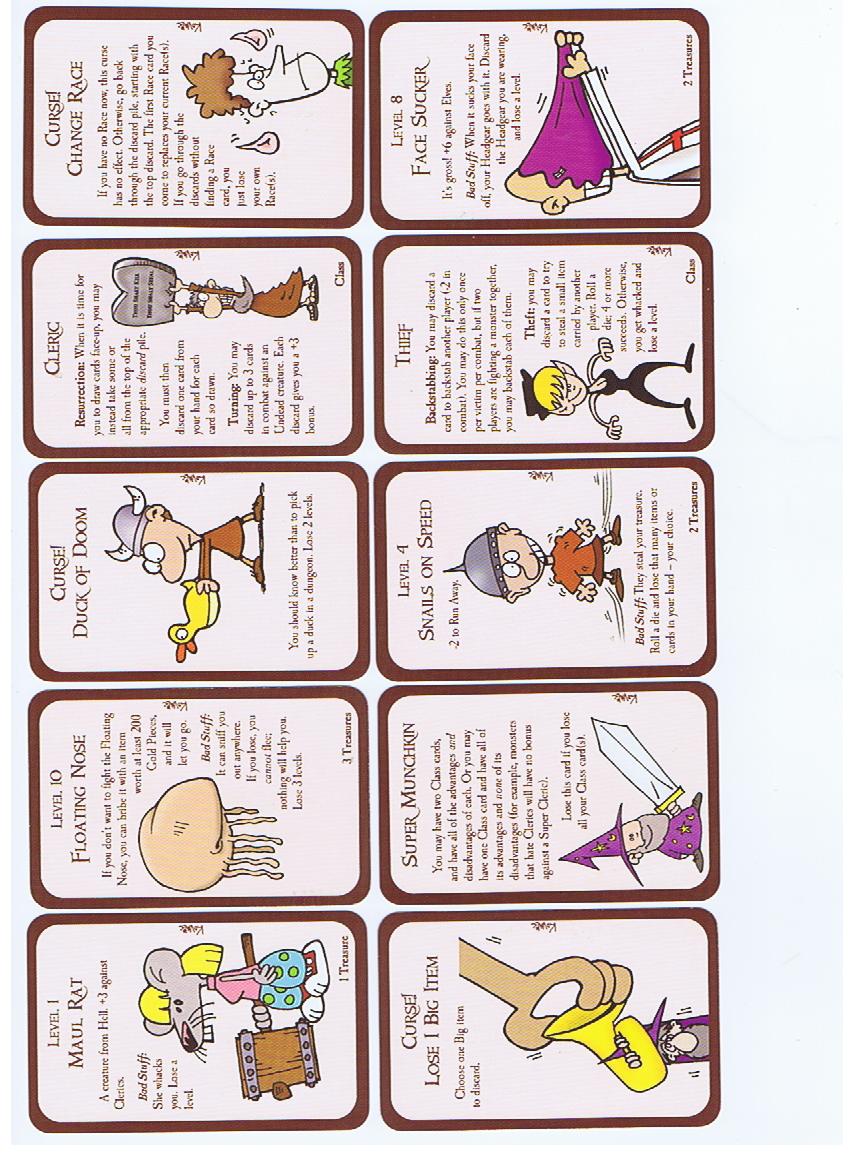 LEVEL 1
MAUL RAT
A creature from Hell. +3 against
Clerics.
Bad Stuff:
She whacks
you. Lose a
level.
1 Treasure
LEVEL 10
FLOATING NOSE
If you don't want to fight the Floating
Nose, you can bribe it with an item
worth at least 200
Gold Pieces,
and it will
let you go.
Bad Stuff:
It can sniff you
out anywhere.
If you lose, you
cannot flee;
nothing will help you.
Lose 3 levels.
3 Treasures
CURSE!
DUCK OF DOOM
You should know better than to pick
up a duck in a dungeon. Lose 2 levels.
CLERIC
Resurrection: When it is time for
you to draw cards face-up, you may
instead take some or
all from the top of the
appropriate discard pile.
You must then
discard one card from
your hand for each
card so drawn.
Turning: You may
discard up to 3 cards
in combat against an
Undead creature. Each
discard gives you a +3
bonus.
THOU SHALT KILL
THOU SHALT STEAL
Class
CURSE!
CHANGE RACE
If you have no Race now, this curse
has no effect. Otherwise, go back
through the discard pile, starting with
the top discard. The first Race card you
come to replaces your current Race(s).
If you go through the
discards without
finding a Race
card, you
just lose
your own
Race(s).
CURSE!
LOSE 1 BIG ITEM
Choose one Big item
to discard.
SUPER MUNCHKIN
You may have two Class cards,
and have all of the advantages and
disadvantages of each. Or you may
have one Class card and have all of
its advantages and none of its
disadvantages (for example, monsters
that hate Clerics will have no bonus
against a Super Cleric).
Lose this card if you lose
all your Class card(s).
LEVEL 4
SNAILS ON SPEED
-2 to Run Away.
Bad Stuff: They steal your treasure.
Roll a die and lose that many items or
cards in your hand – your choice.
2 Treasures
THIEF
Backstabbing: You may discard a
card to backstab another player (-2 in
combat). You may do this only once
per victim per combat, but if two
players are fighting a monster together,
you may backstab each of them.
Theft: you may
discard a card to try
to steal a small item
carried by another
player. Roll a
die; 4 or more
succeeds. Otherwise,
you get whacked and
lose a level.
Class
LEVEL 8
FACE SUCKER
It's gross! +6 against Elves.
Bad Stuff: When it sucks your face
off, your Headgear goes with it. Discard
the Headgear you are wearing,
and lose a level.
2 Treasures